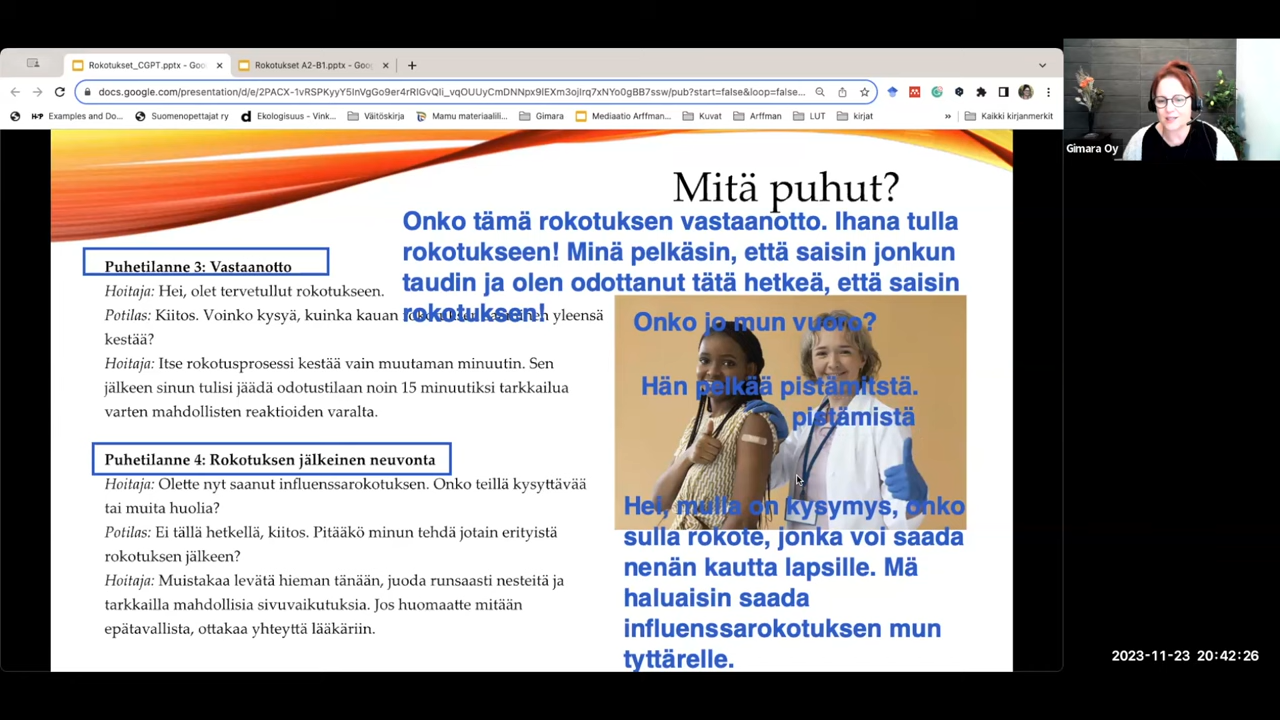 Rokotukset_CGPT.pptx - Goo
Rokotukset A2-B1.pptx - Goo
docs.google.com/presentation/d/e/2PACX-1vRSPKyyY5InVgGo9er4rRIGvQli_vqOUUyCmDNNpx9lEXm3ojIrq7xNYo0gBB7ssw/pub?start=false&loop=false...
Examples and Do...
Suomenopettajat ry
Ekologisuus - Vink...
Väitöskirja
Mamu materiaalili...
Gimara
Mediaatio Arffman...
Kuvat
Arffman
LUT
kirjat
»
Kaikki kirjanmerkit
Gimara Oy
Mitä puhut?
Onko tämä rokotuksen vastaanotto. Ihana tulla
rokotukseen! Minä pelkäsin, että saisin jonkun
taudin ja olen odottanut tätä hetkeä, että saisin
rokotuksen!
Puhetilanne 3: Vastaanotto
Hoitaja: Hei, olet tervetullut rokotukseen.
Potilas: Kiitos. Voinko kysyä, kuinka kauan yleensä
kestää?
Hoitaja: Itse rokotusprosessi kestää vain muutaman minuutin. Sen
jälkeen sinun tulisi jäädä odotustilaan noin 15 minuutiksi tarkkailua
varten mahdollisten reaktioiden varalta.
Onko jo mun vuoro?
Hän pelkää pistämitstä.
pistämistä
Puhetilanne 4: Rokotuksen jälkeinen neuvonta
Hoitaja: Olette nyt saanut influenssarokotuksen. Onko teillä kysyttävää
tai muita huolia?
Potilas: Ei tällä hetkellä, kiitos. Pitääkö minun tehdä jotain erityistä
rokotuksen jälkeen?
Hoitaja: Muistakaa levätä hieman tänään, juoda runsaasti nesteitä ja
tarkkailla mahdollisia sivuvaikutuksia. Jos huomaatte mitään
epätavallista, ottakaa yhteyttä lääkäriin.
Hei, mulla on kysymys, onko
sulla rokote, jonka voi saada
nenän kautta lapsille. Mä
haluaisin saada
influenssarokotuksen mun
tyttärelle.
2023-11-23 20:42:26